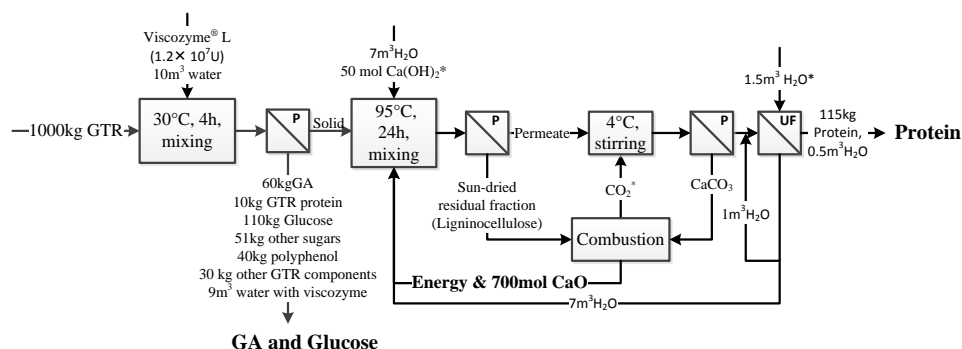 Viscozyme® L
(1.2× 10⁷U)
10m³ water
7m³H₂O
50 mol Ca(OH)₂*
1.5m³ H₂O*
1000kg GTR
30°C, 4h,
mixing
P
Solid
95°C,
24h,
mixing
P
Permeate
4°C,
stirring
P
UF
115kg
Protein,
0.5m³H₂O
Protein
60kgGA
10kg GTR protein
110kg Glucose
51kg other sugars
40kg polyphenol
30 kg other GTR components
9m³ water with viscozyme
GA and Glucose
Sun-dried
residual fraction
(Ligninocellulose)
CO₂*
CaCO₃
1m³H₂O
Combustion
Energy & 700mol CaO
7m³H₂O